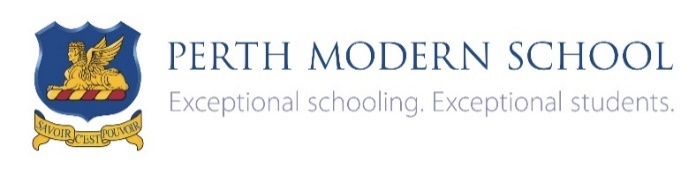 PERTH MODERN SCHOOL
Exceptional schooling. Exceptional students.
SAVOIR C'EST POUVOIR